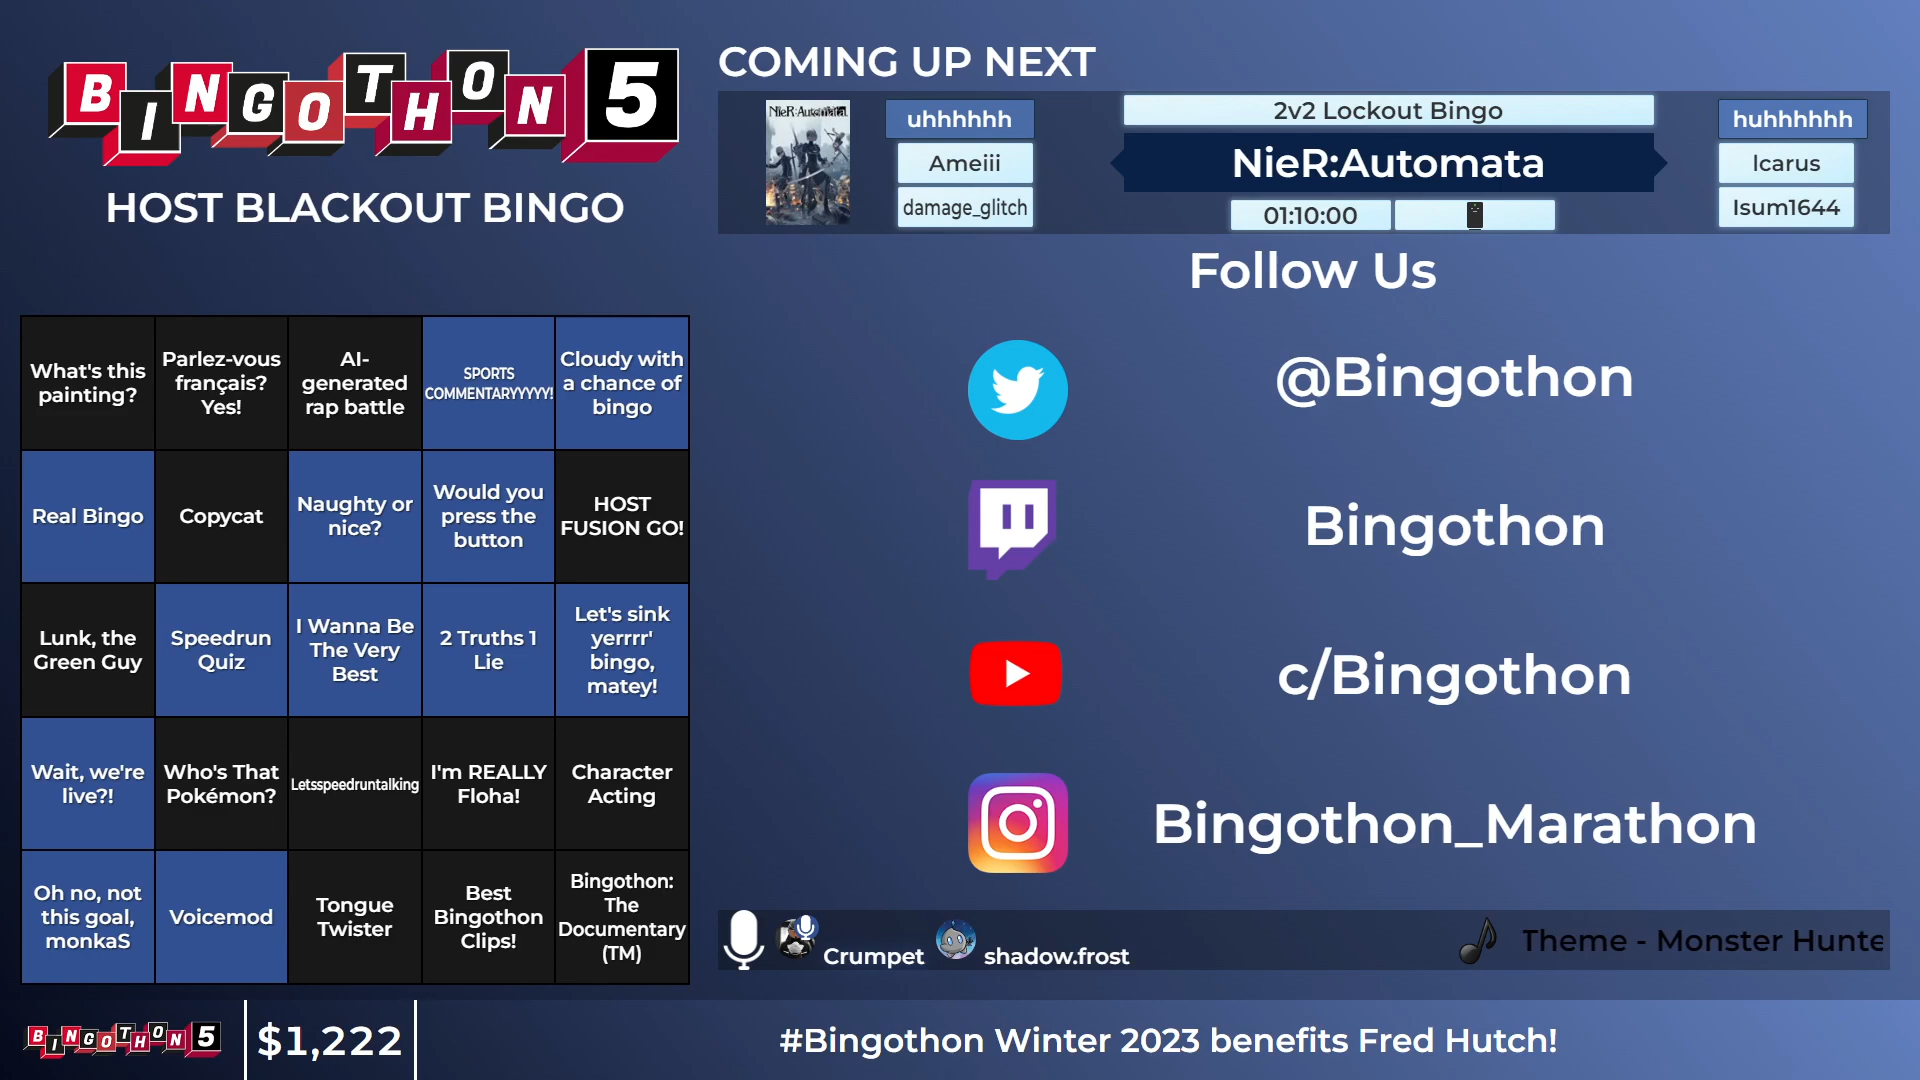 BINGOTHON 5
HOST BLACKOUT BINGO
COMING UP NEXT
NieR:Automata
uhhhhhh
Ameiii
damage_glitch
2v2 Lockout Bingo
NieR:Automata
01:10:00
huhhhhhh
Icarus
Isum1644
Follow Us
@Bingothon
Bingothon
c/Bingothon
Bingothon_Marathon
What's this
painting?
Parlez-vous
français?
Yes!
AI-
generated
rap battle
SPORTS
COMMENTARYYYYY!
Cloudy with
a chance of
bingo
Real Bingo
Copycat
Naughty or
nice?
Would you
press the
button
HOST
FUSION GO!
Lunk, the
Green Guy
Speedrun
Quiz
I Wanna Be
The Very
Best
2 Truths 1
Lie
Let's sink
yerrrr'
bingo,
matey!
Wait, we're
live?!
Who's That
Pokémon?
Letsspeedruntalking
I'm REALLY
Floha!
Character
Acting
Oh no, not
this goal,
monkaS
Voicemod
Tongue
Twister
Best
Bingothon
Clips!
Bingothon:
The
Documentary
(TM)
Crumpet
shadow.frost
Theme - Monster Hunte
BINGOTHON 5
$1,222
#Bingothon Winter 2023 benefits Fred Hutch!